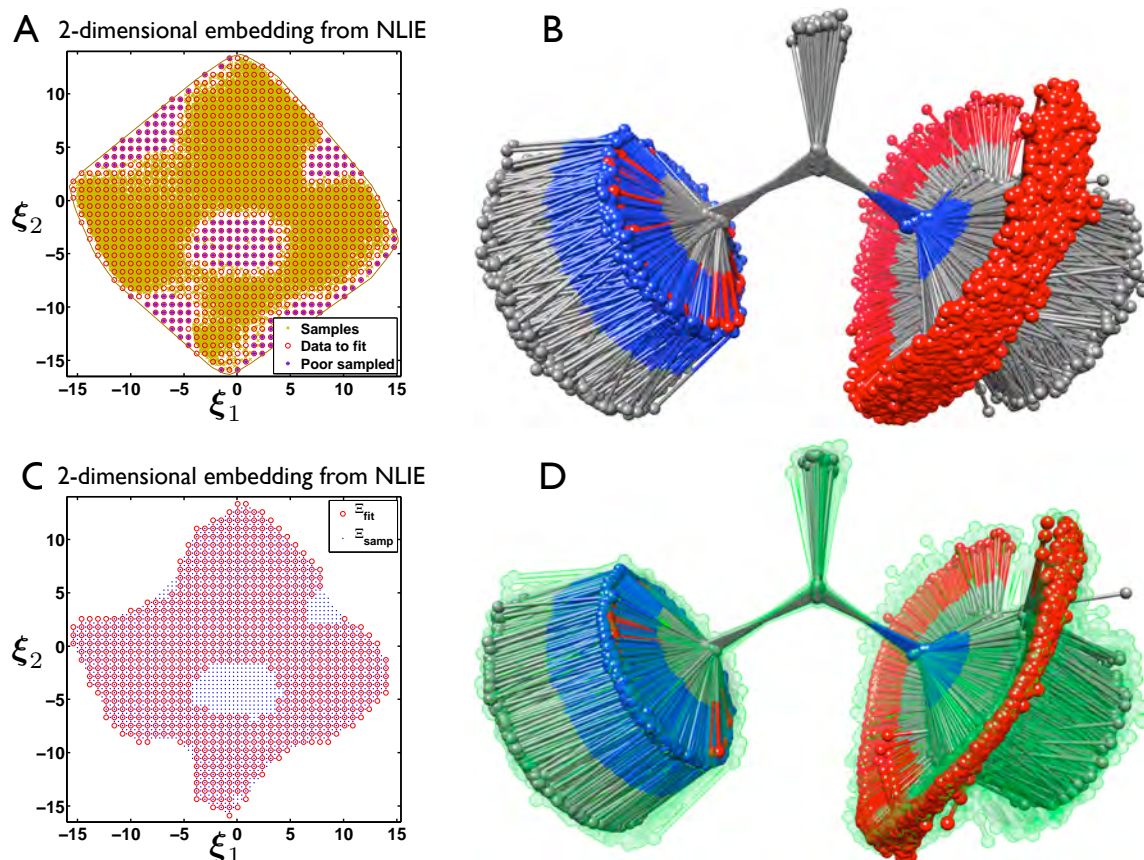 A 2-dimensional embedding from NLIE
10
5
0
−5
−10
−15
ξ2
−15 −10 −5 0 5 10 15
ξ1
Samples
Data to fit
Poor sampled
B
C 2-dimensional embedding from NLIE
10
5
0
−5
−10
−15
ξ2
−15 −10 −5 0 5 10 15
ξ1
Ξfit
Ξsamp
D